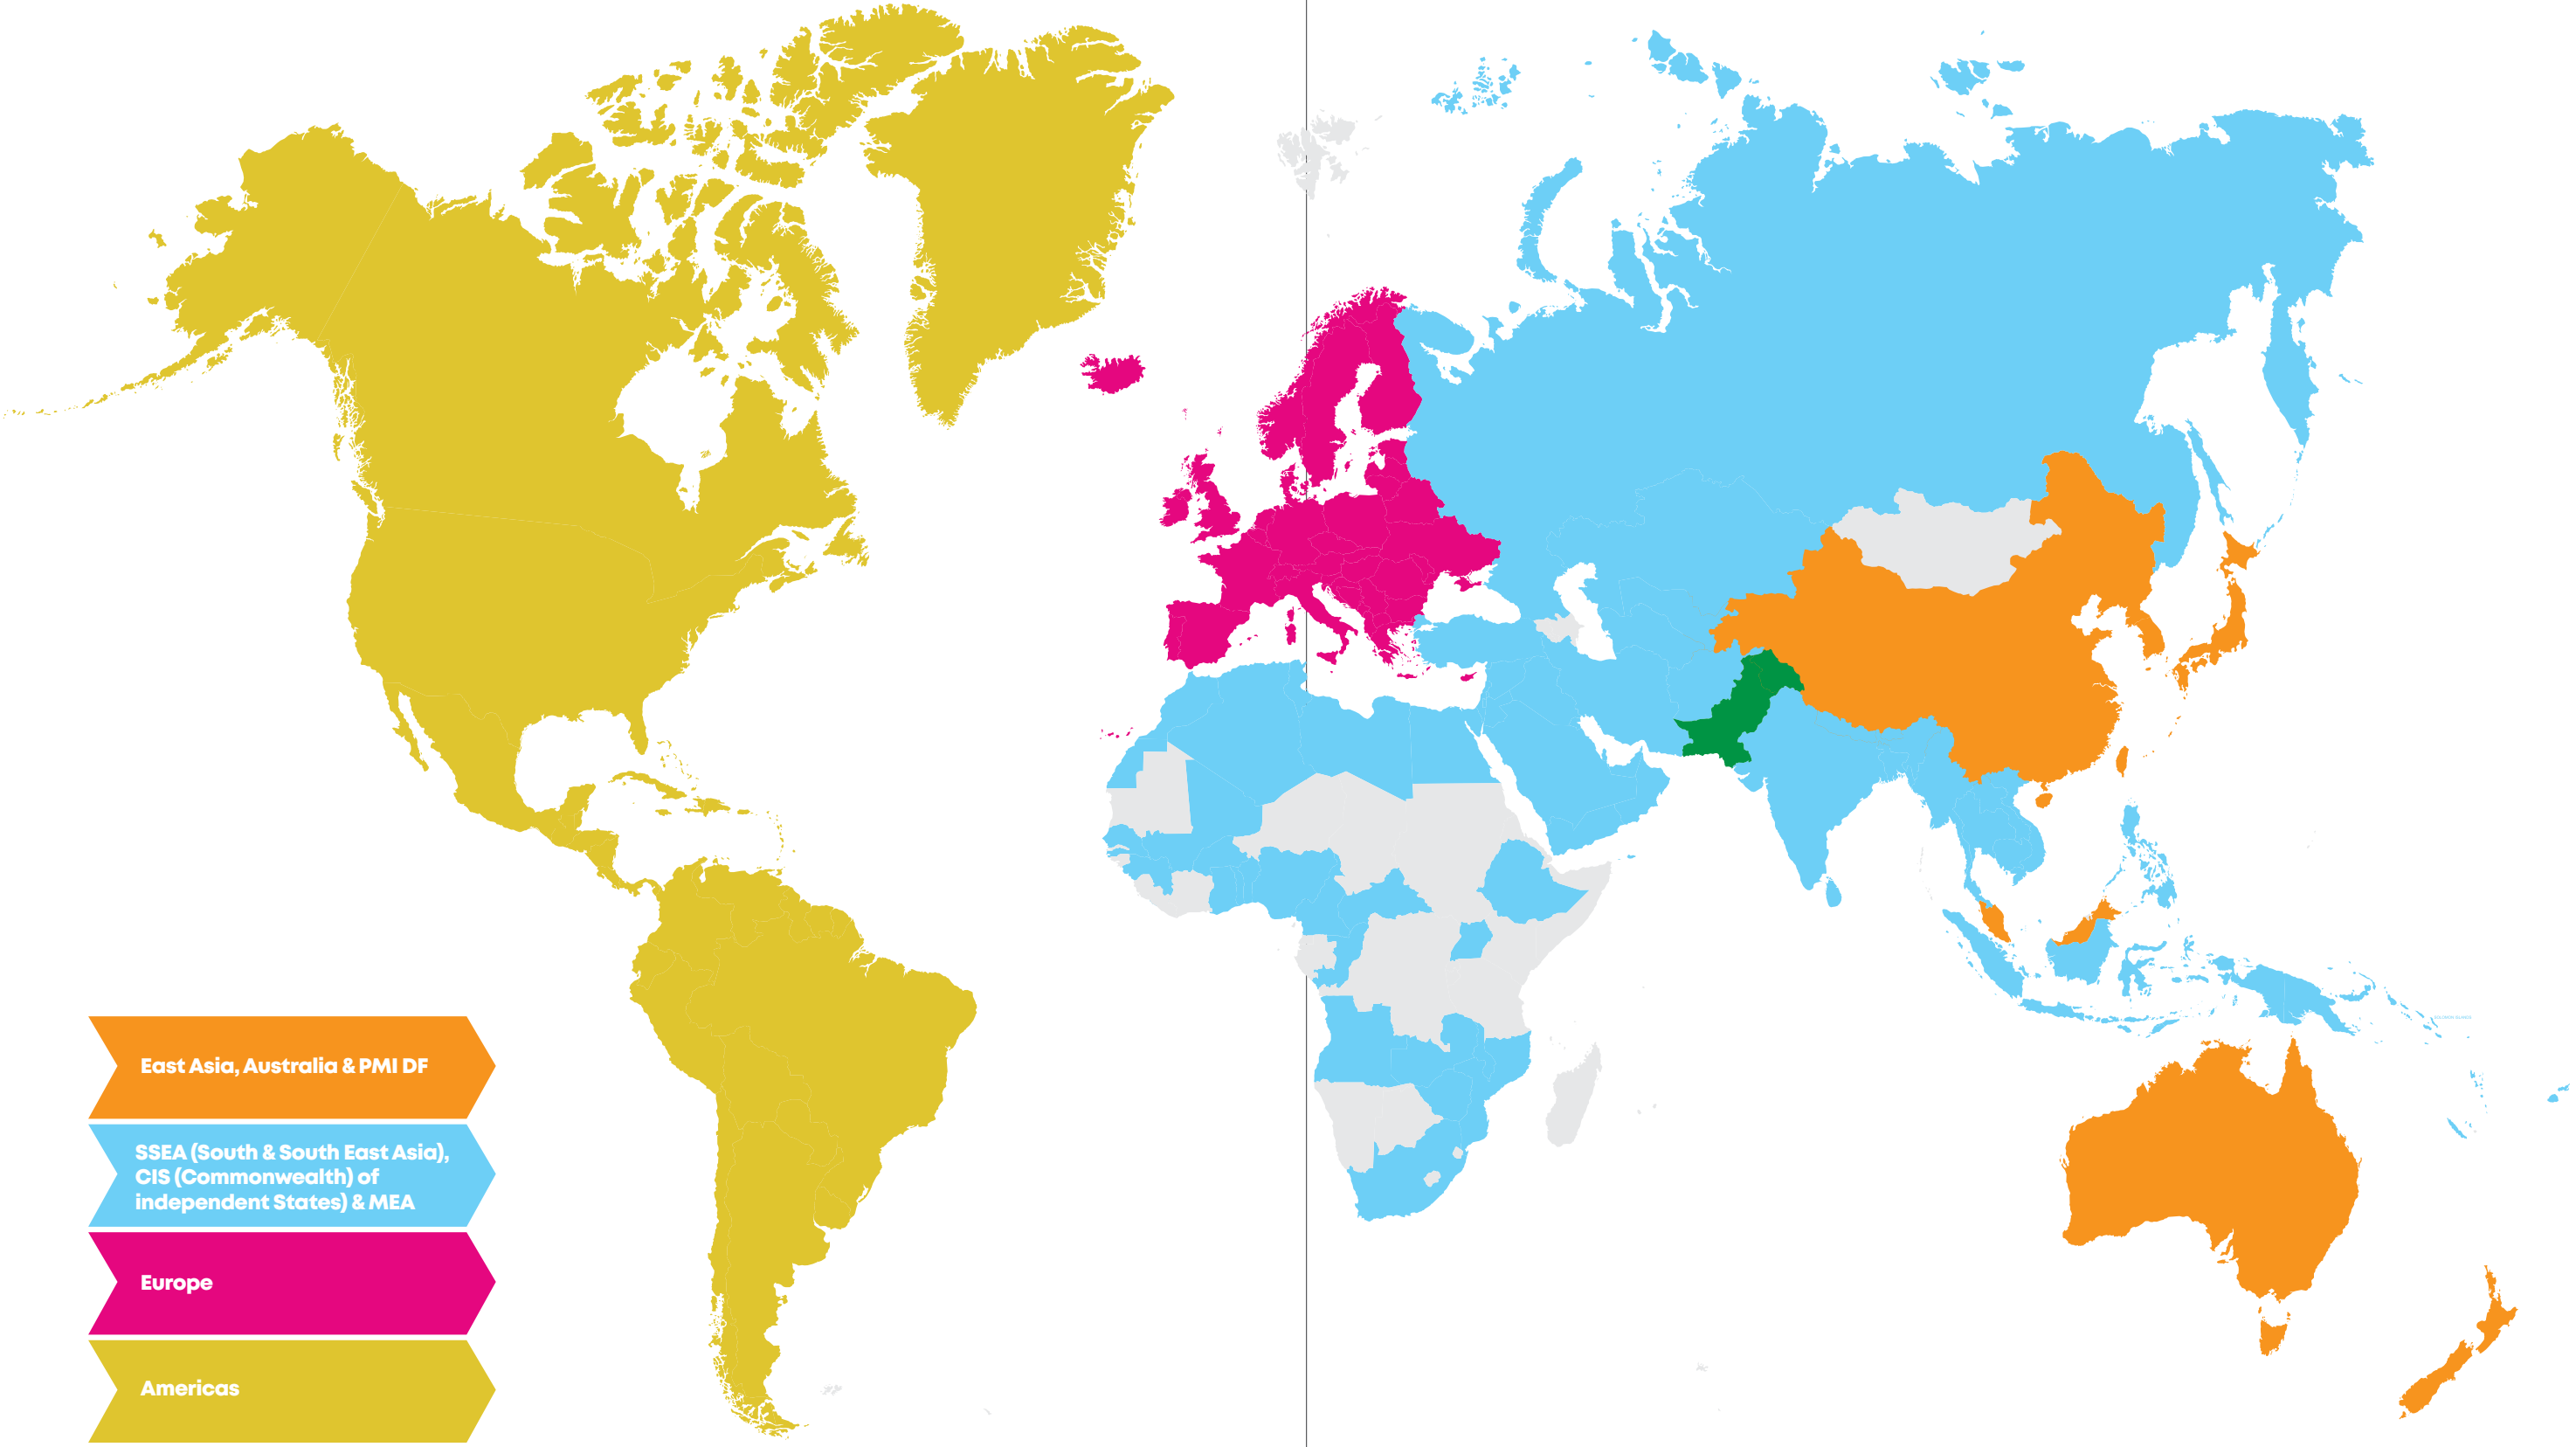 East Asia, Australia & PMI DF
SSEA (South & South East Asia),
CIS (Commonwealth) of
independent States) & MEA
Europe
Americas